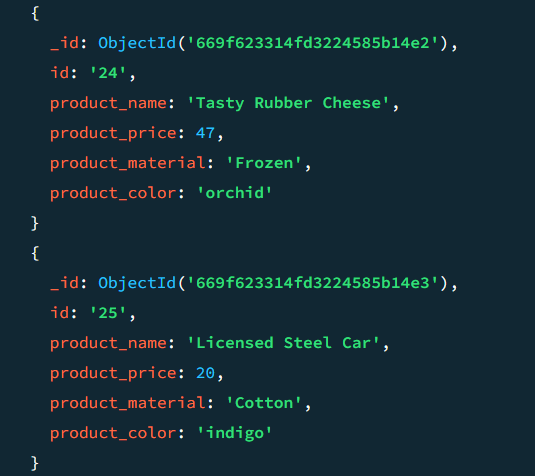 {
_id: ObjectId('669f623314fd3224585b14e2'),
id: '24',
product_name: 'Tasty Rubber Cheese',
product_price: 47,
product_material: 'Frozen',
product_color: 'orchid'
}
{
_id: ObjectId('669f623314fd3224585b14e3'),
id: '25',
product_name: 'Licensed Steel Car',
product_price: 20,
product_material: 'Cotton',
product_color: 'indigo'
}